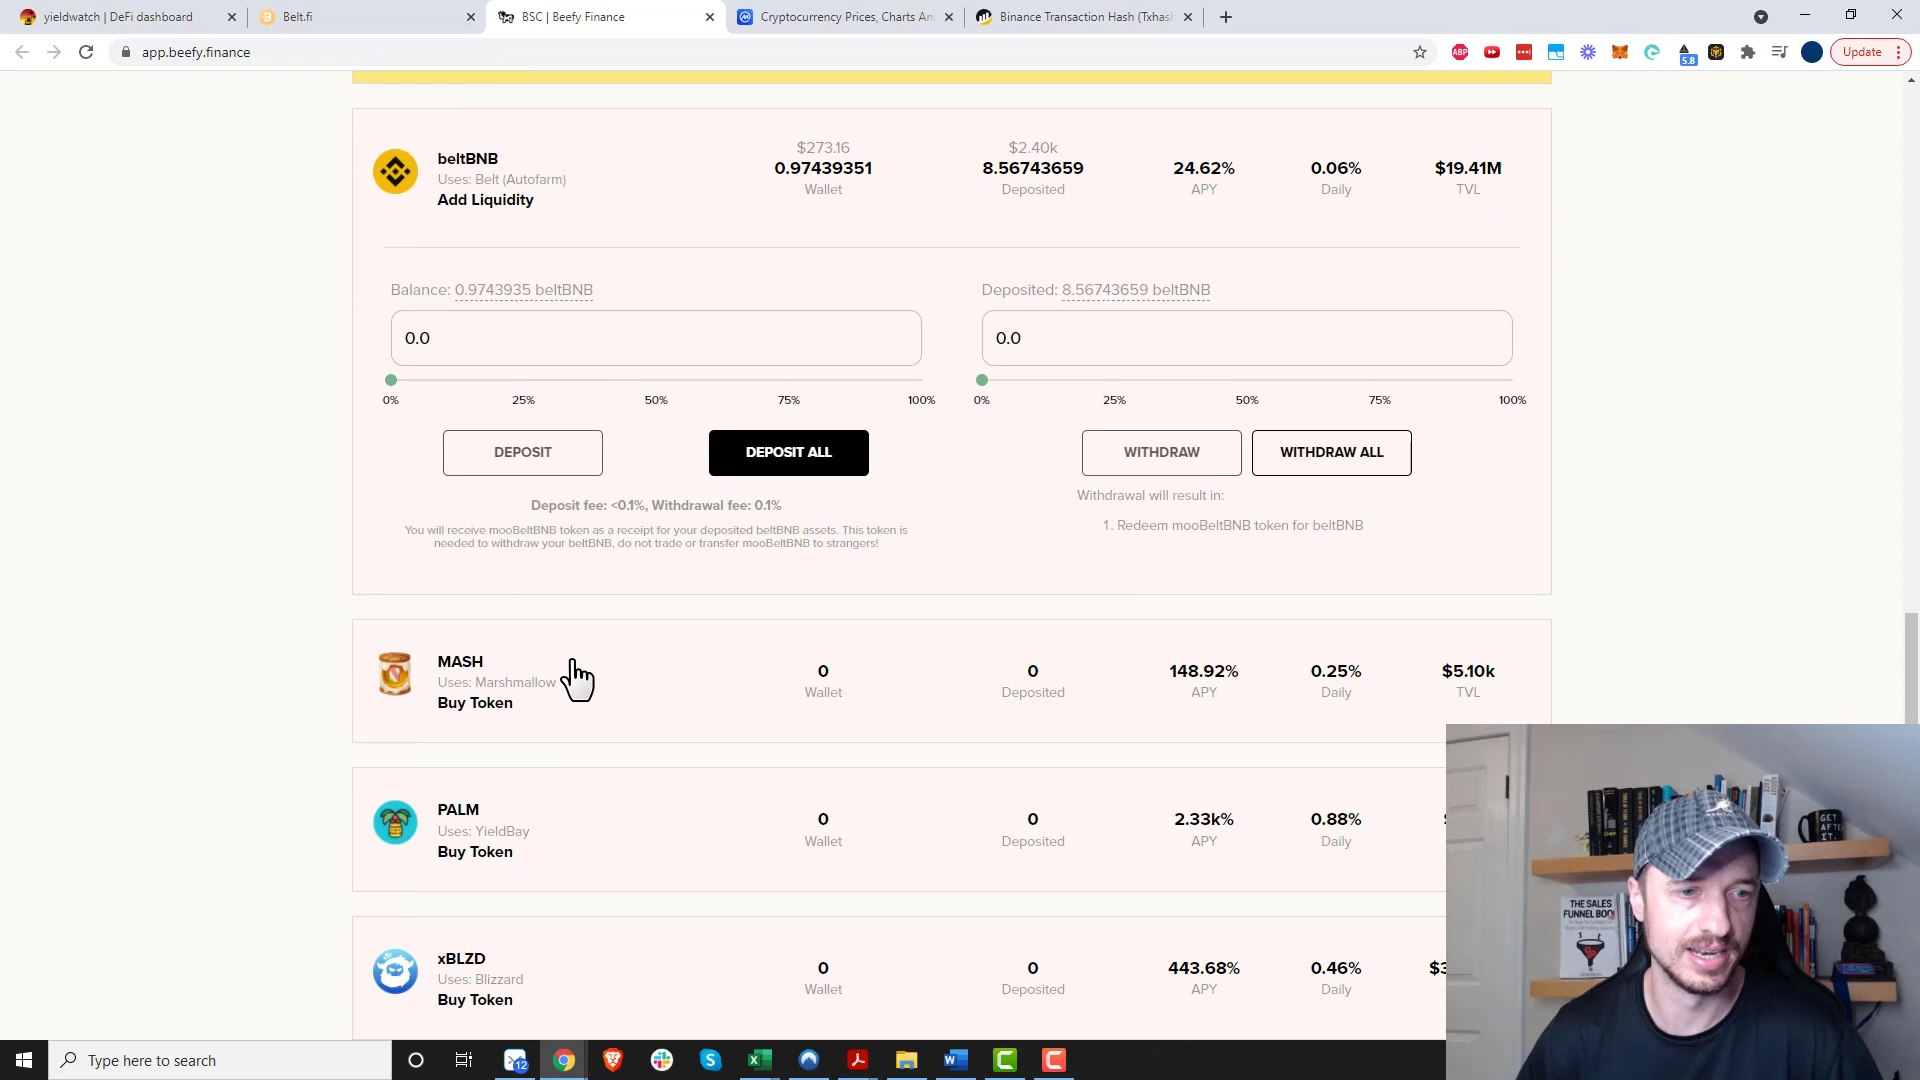 yieldwatch | DeFi dashboard
Belt.fi
BSC | Beefy Finance
Cryptocurrency Prices, Charts An
Binance Transaction Hash (Txhas
app.beefy.finance
ABP
5.8
Update
beltBNB
Uses: Belt (Autofarm)
Add Liquidity
$273.16
0.97439351
Wallet
$2.40k
8.56743659
Deposited
24.62%
APY
0.06%
Daily
$19.41M
TVL
Balance: 0.9743935 beltBNB
0.0
0% 25% 50% 75% 100%
DEPOSIT
DEPOSIT ALL
Deposit fee: <0.1%, Withdrawal fee: 0.1%
You will receive mooBeltBNB token as a receipt for your deposited beltBNB assets. This token is
needed to withdraw your beltBNB, do not trade or transfer mooBeltBNB to strangers!
Deposited: 8.56743659 beltBNB
0.0
0% 25% 50% 75% 100%
WITHDRAW
WITHDRAW ALL
Withdrawal will result in:
1. Redeem mooBeltBNB token for beltBNB
MASH
Uses: Marshmallow
Buy Token
0
Wallet
0
Deposited
148.92%
APY
0.25%
Daily
$5.10k
TVL
PALM
Uses: YieldBay
Buy Token
0
Wallet
0
Deposited
2.33k%
APY
0.88%
Daily
xBLZD
Uses: Blizzard
Buy Token
0
Wallet
0
Deposited
443.68%
APY
0.46%
Daily
GET
AFTER
IT.
THE SALES
FUNNEL BOOK
Type here to search
12